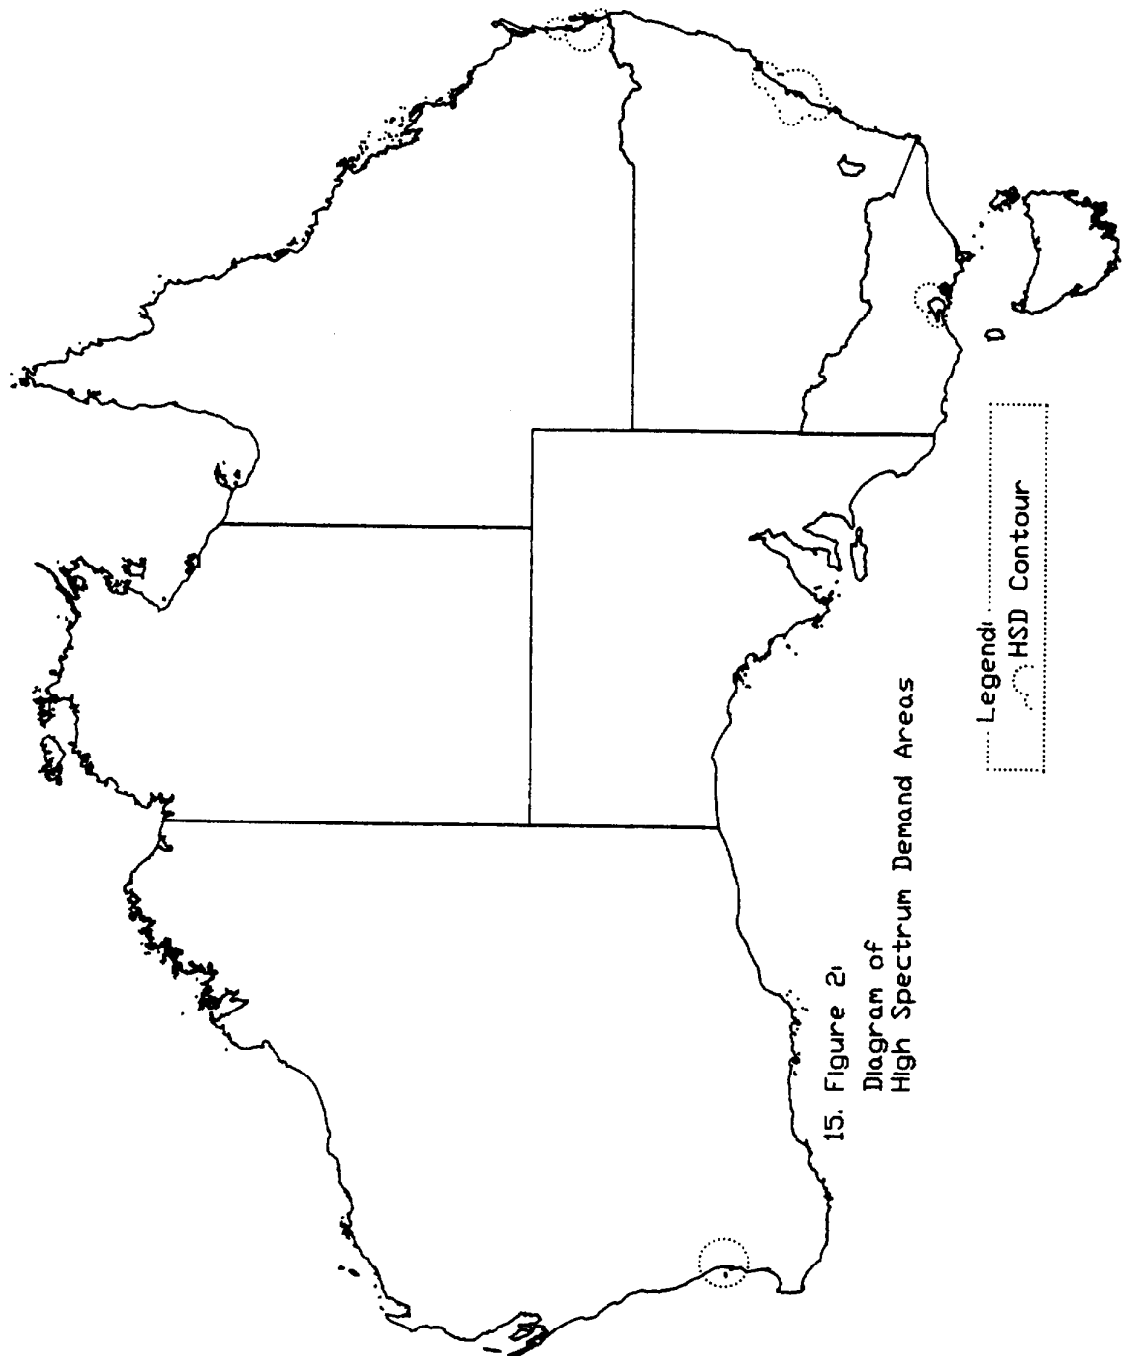 15. Figure 2:
Diagram of
High Spectrum Demand Areas
Legend:
HSD Contour